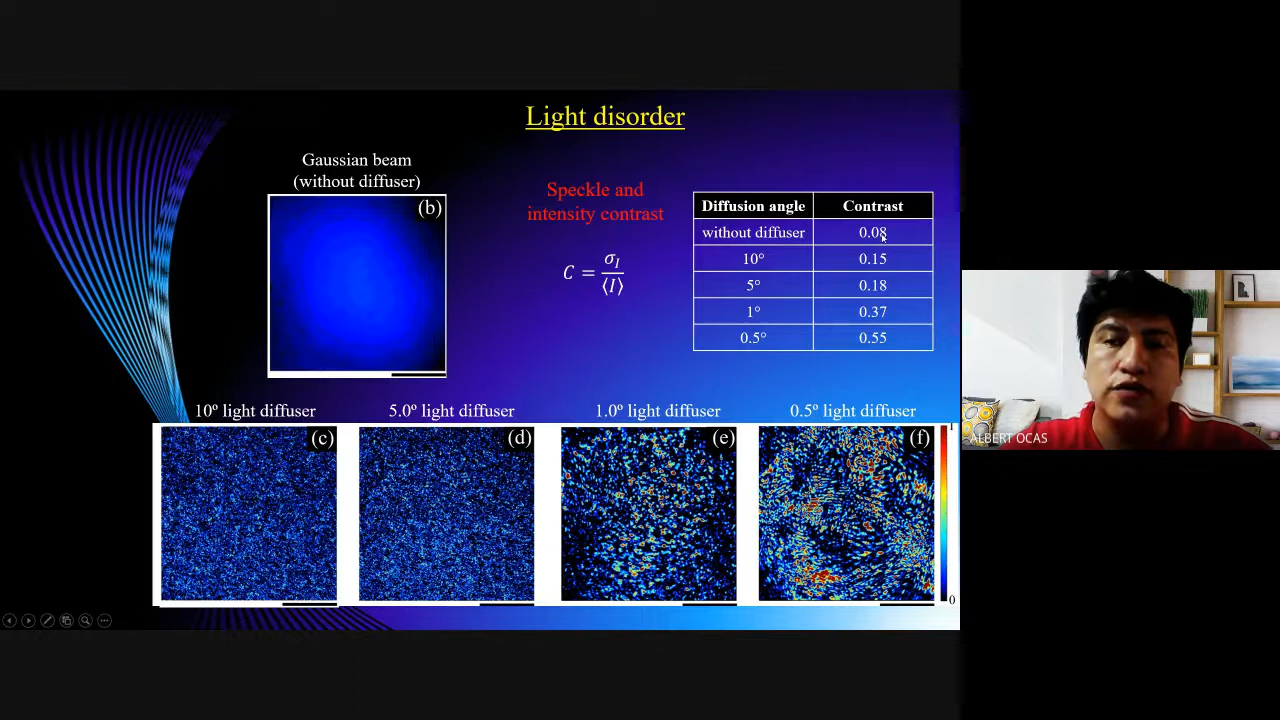 Light disorder
Gaussian beam
(without diffuser)
(b)
Speckle and
intensity contrast
C = σ_I / ⟨I⟩
Diffusion angle Contrast
without diffuser 0.08
10° 0.15
5° 0.18
1° 0.37
0.5° 0.55
10º light diffuser
5.0º light diffuser
1.0º light diffuser
0.5º light diffuser
(c)
(d)
(e)
(f)
1
0
ALBERT OCAS